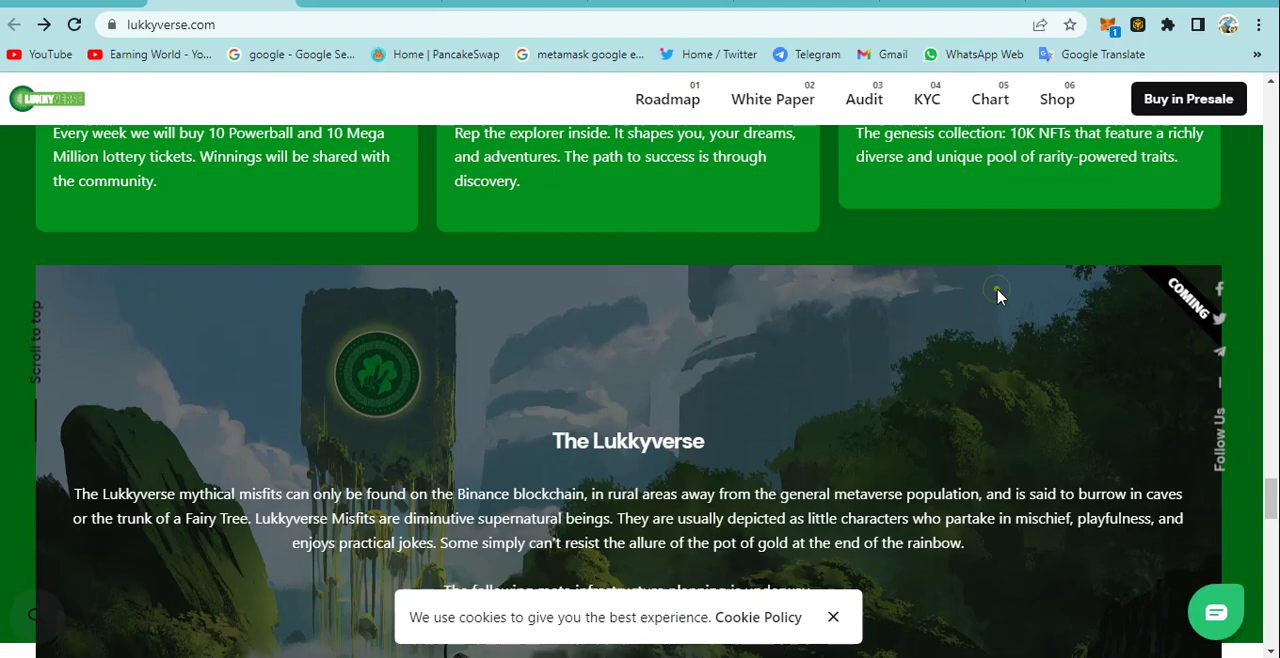 lukkyverse.com
1
YouTube
Earning World - Yo...
google - Google Se...
Home | PancakeSwap
metamask google e...
Home / Twitter
Telegram
Gmail
WhatsApp Web
Google Translate
»
LUKKYVERSE
Roadmap 01
White Paper 02
Audit 03
KYC 04
Chart 05
Shop 06
Buy in Presale
Every week we will buy 10 Powerball and 10 Mega
Million lottery tickets. Winnings will be shared with
the community.
Rep the explorer inside. It shapes you, your dreams,
and adventures. The path to success is through
discovery.
The genesis collection: 10K NFTs that feature a richly
diverse and unique pool of rarity-powered traits.
Scroll to top
COMING
Follow Us
The Lukkyverse
The Lukkyverse mythical misfits can only be found on the Binance blockchain, in rural areas away from the general metaverse population, and is said to burrow in caves
or the trunk of a Fairy Tree. Lukkyverse Misfits are diminutive supernatural beings. They are usually depicted as little characters who partake in mischief, playfulness, and
enjoys practical jokes. Some simply can't resist the allure of the pot of gold at the end of the rainbow.
The following meta infrastructure planning is underway
We use cookies to give you the best experience. Cookie Policy